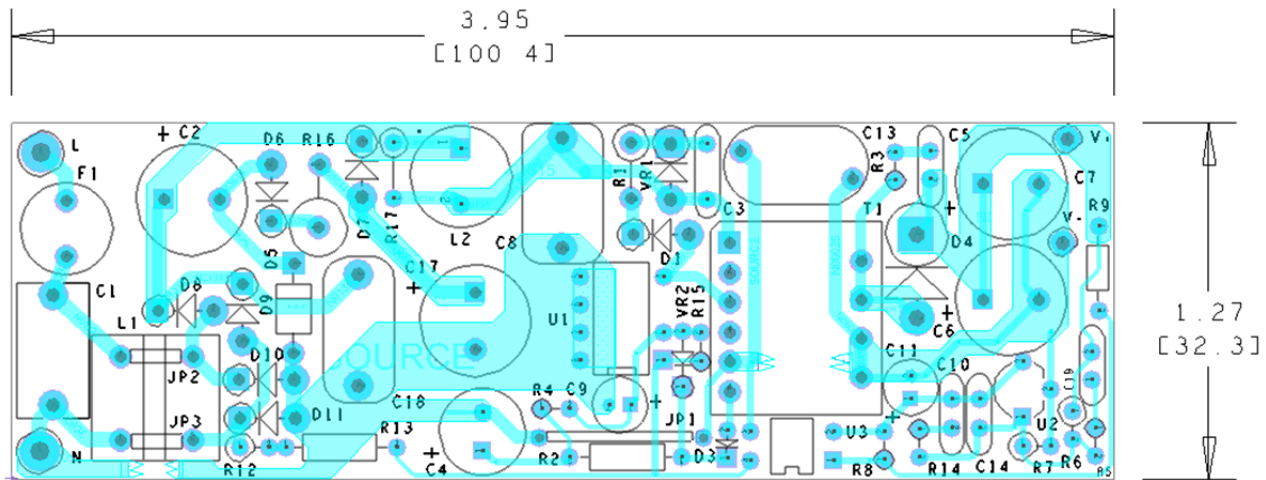 3.95
[100 4]
1.27
[32.3]
L
F1
C2
D6
R16
D7
R17
L2
1
2
C8
R1
VR1
C3
C13
R3
C5
V+
C7
V-
R9
T1
D4
D5
D8
D9
C17
D1
VR2
R15
U1
SOURCE
SOURCE
C6
C1
L1
JP2
D10
JP3
D11
C18
R4
C9
JP1
C11
C10
C19
N
R12
R13
C4
R2
D3
U3
R8
R14
C14
U2
R7
R6
R5